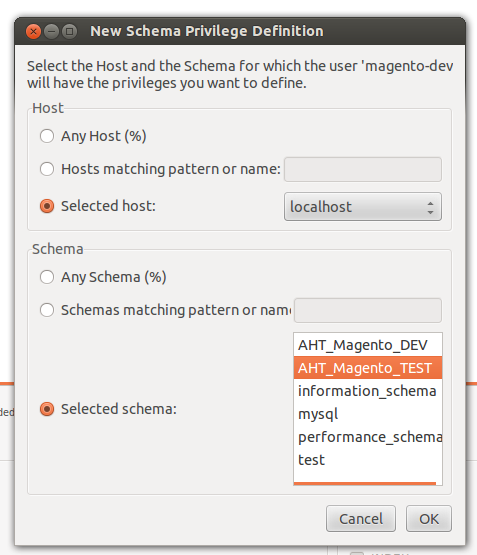 New Schema Privilege Definition
Select the Host and the Schema for which the user 'magento-dev
will have the privileges you want to define.
Host
Any Host (%)
Hosts matching pattern or name:
Selected host:
localhost
Schema
Any Schema (%)
Schemas matching pattern or nam
AHT_Magento_DEV
AHT_Magento_TEST
information_schema
mysql
performance_schema
test
Selected schema:
Cancel
OK